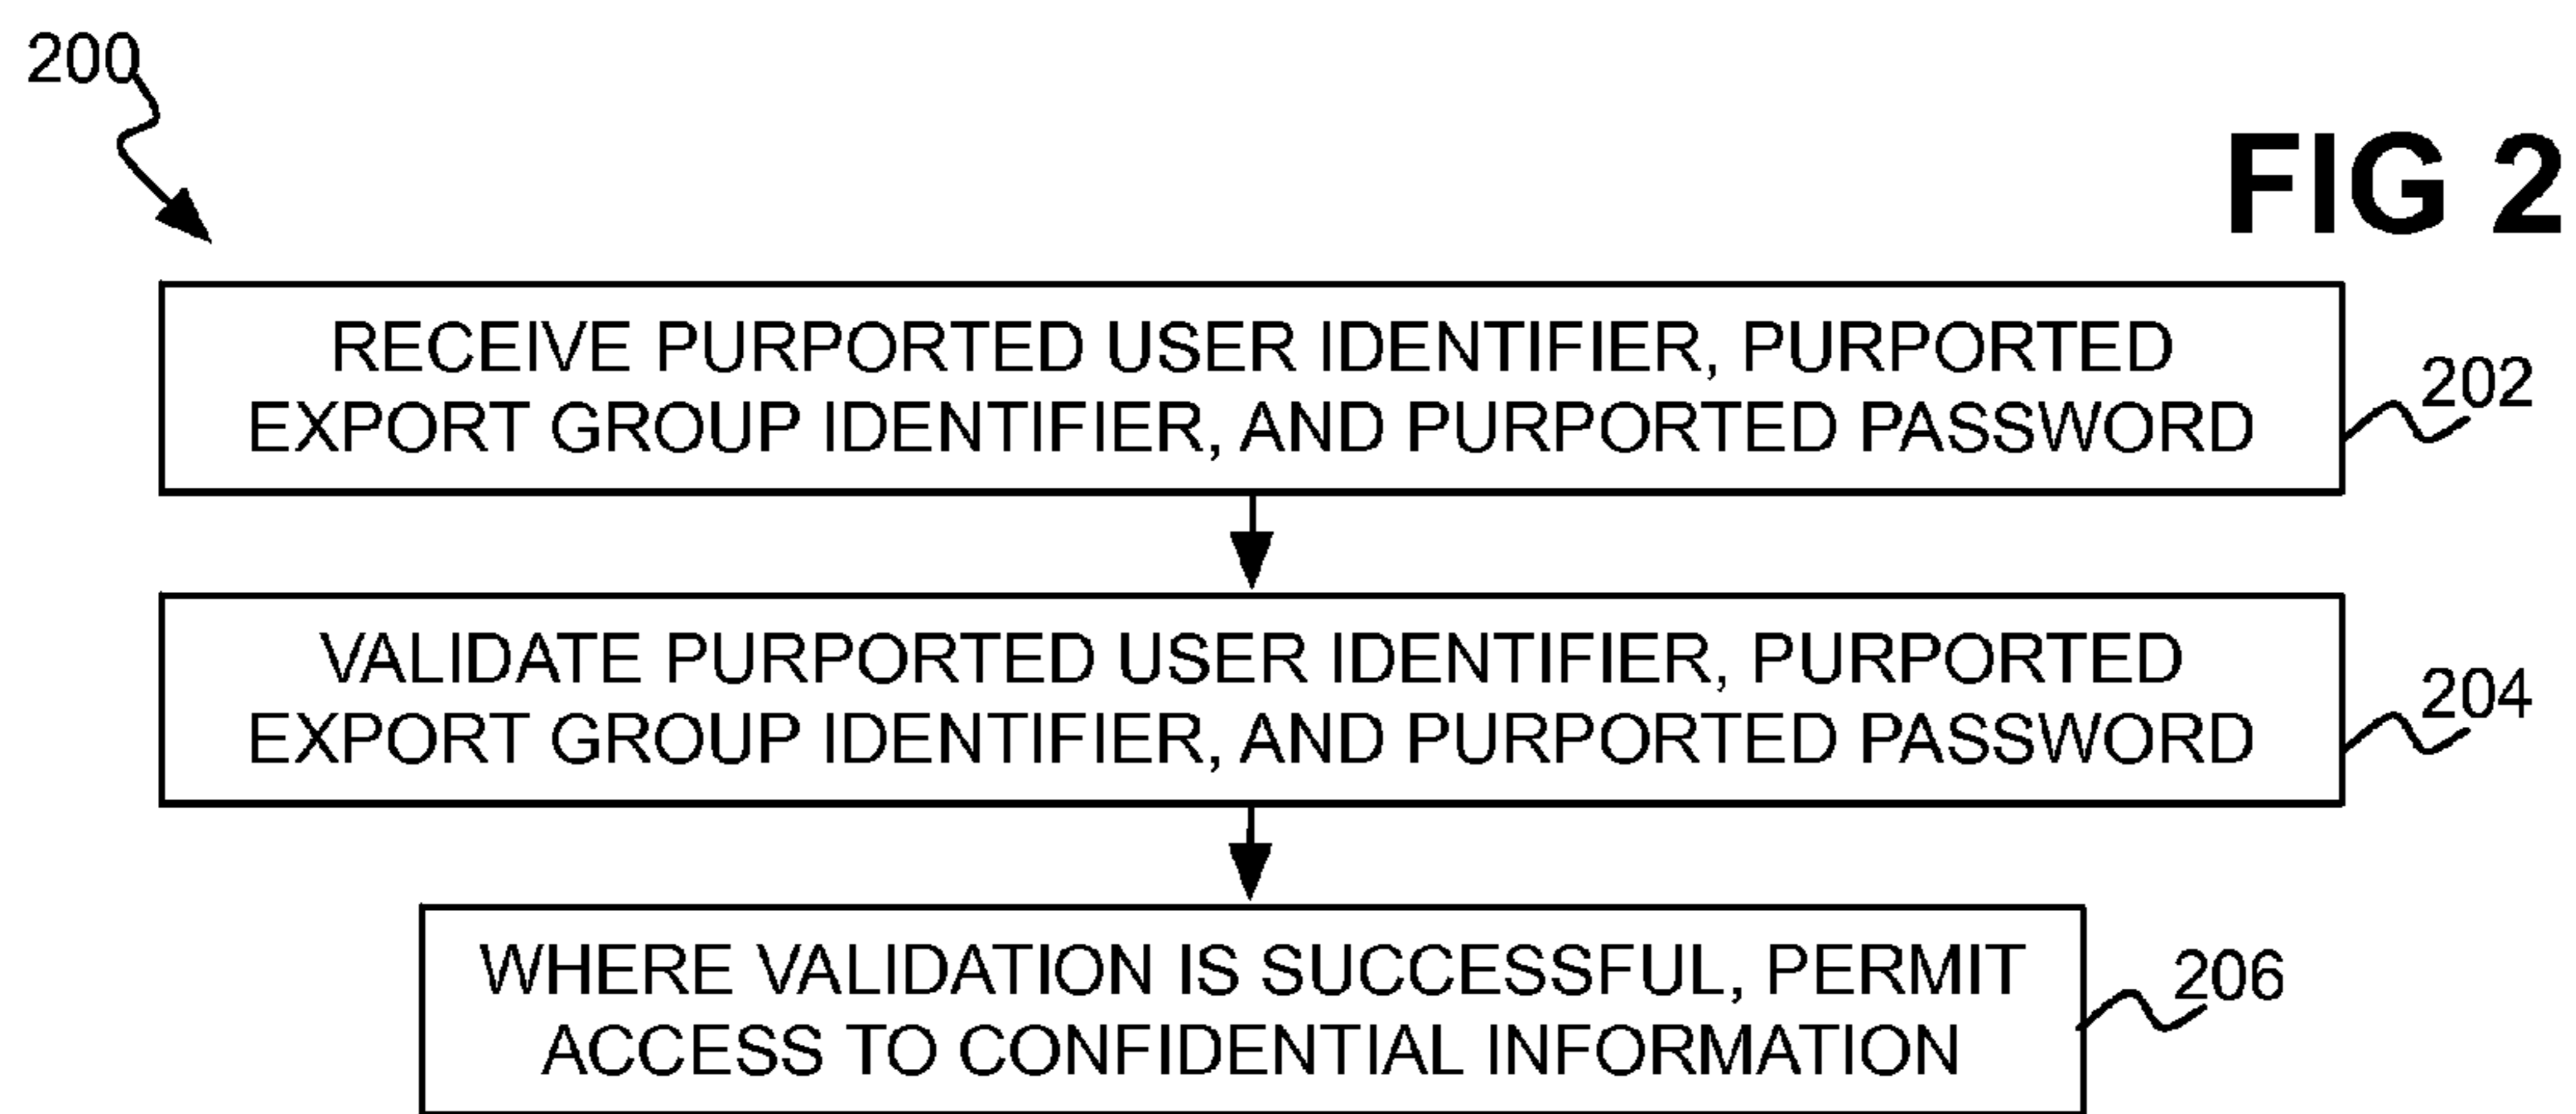 200
FIG 2
RECEIVE PURPORTED USER IDENTIFIER, PURPORTED
EXPORT GROUP IDENTIFIER, AND PURPORTED PASSWORD
202
VALIDATE PURPORTED USER IDENTIFIER, PURPORTED
EXPORT GROUP IDENTIFIER, AND PURPORTED PASSWORD
204
WHERE VALIDATION IS SUCCESSFUL, PERMIT
ACCESS TO CONFIDENTIAL INFORMATION
206